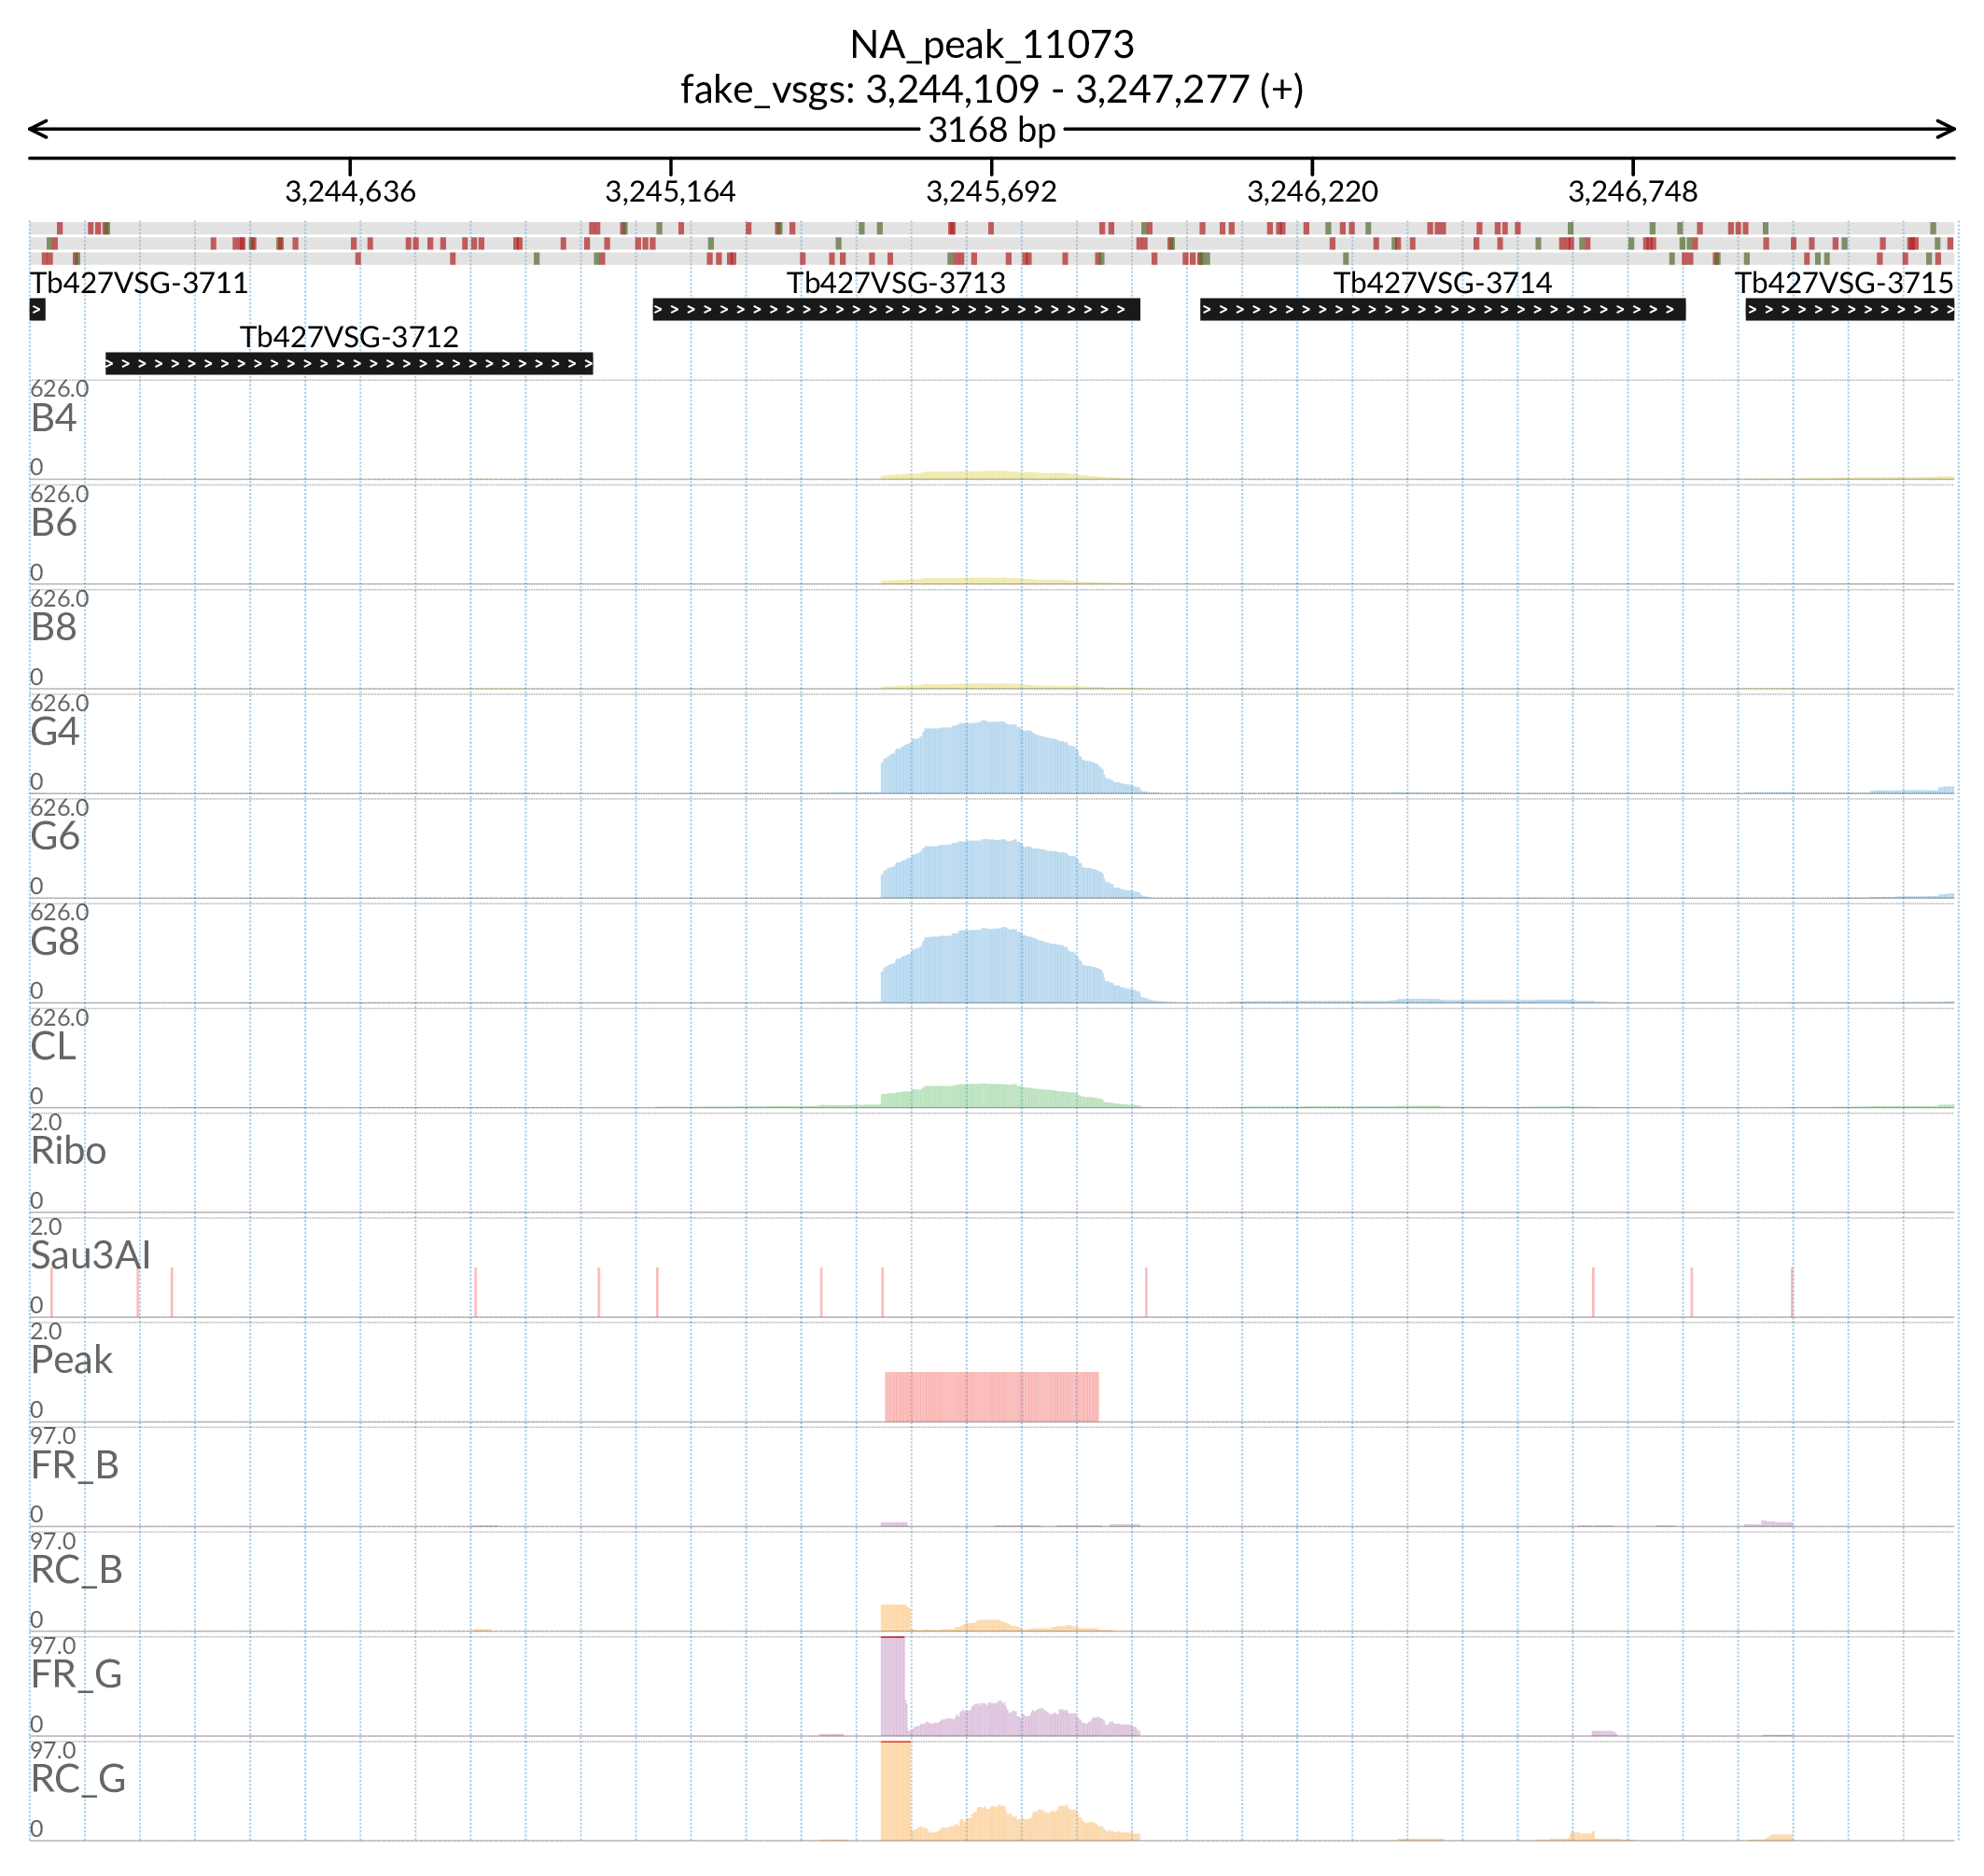 NA_peak_11073
fake_vsgs: 3,244,109 - 3,247,277 (+)
3168 bp
3,244,636 3,245,164 3,245,692 3,246,220 3,246,748
Tb427VSG-3711 Tb427VSG-3713 Tb427VSG-3714 Tb427VSG-3715
Tb427VSG-3712
626.0
B4
0
626.0
B6
0
626.0
B8
0
626.0
G4
0
626.0
G6
0
626.0
G8
0
626.0
CL
0
2.0
Ribo
0
2.0
Sau3AI
0
2.0
Peak
0
97.0
FR_B
0
97.0
RC_B
0
97.0
FR_G
0
97.0
RC_G
0